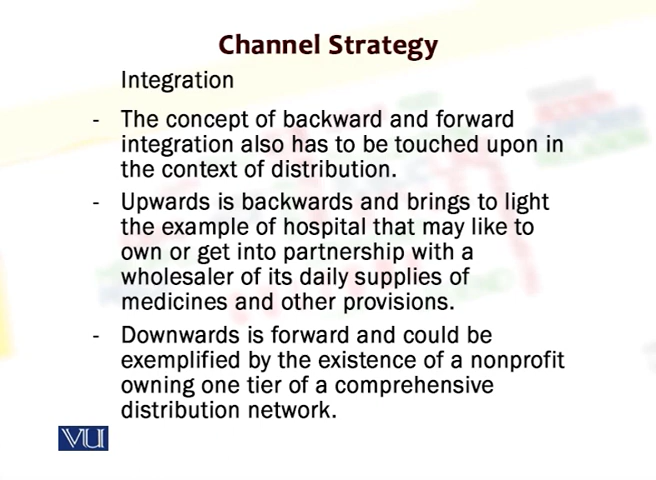 Channel Strategy
Integration
- The concept of backward and forward
integration also has to be touched upon in
the context of distribution.
- Upwards is backwards and brings to light
the example of hospital that may like to
own or get into partnership with a
wholesaler of its daily supplies of
medicines and other provisions.
- Downwards is forward and could be
exemplified by the existence of a nonprofit
owning one tier of a comprehensive
distribution network.
VU